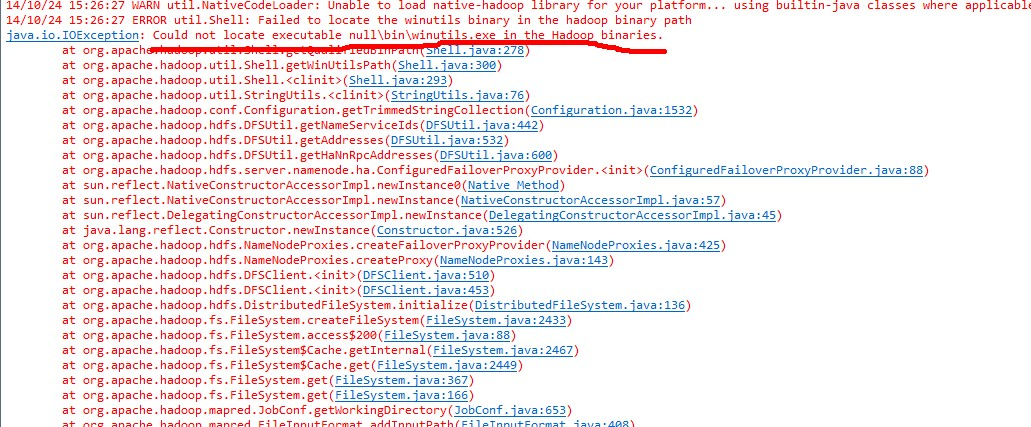 14/10/24 15:26:27 WARN util.NativeCodeLoader: Unable to load native-hadoop library for your platform... using builtin-java classes where applicable
14/10/24 15:26:27 ERROR util.Shell: Failed to locate the winutils binary in the hadoop binary path
java.io.IOException: Could not locate executable null\bin\winutils.exe in the Hadoop binaries.
at org.apache.hadoop.util.Shell.getQualifiedBinPath(Shell.java:278)
at org.apache.hadoop.util.Shell.getWinUtilsPath(Shell.java:300)
at org.apache.hadoop.util.Shell.<clinit>(Shell.java:293)
at org.apache.hadoop.util.StringUtils.<clinit>(StringUtils.java:76)
at org.apache.hadoop.conf.Configuration.getTrimmedStringCollection(Configuration.java:1532)
at org.apache.hadoop.hdfs.DFSUtil.getNameServiceIds(DFSUtil.java:442)
at org.apache.hadoop.hdfs.DFSUtil.getAddresses(DFSUtil.java:532)
at org.apache.hadoop.hdfs.DFSUtil.getHaNnRpcAddresses(DFSUtil.java:600)
at org.apache.hadoop.hdfs.server.namenode.ha.ConfiguredFailoverProxyProvider.<init>(ConfiguredFailoverProxyProvider.java:88)
at sun.reflect.NativeConstructorAccessorImpl.newInstance0(Native Method)
at sun.reflect.NativeConstructorAccessorImpl.newInstance(NativeConstructorAccessorImpl.java:57)
at sun.reflect.DelegatingConstructorAccessorImpl.newInstance(DelegatingConstructorAccessorImpl.java:45)
at java.lang.reflect.Constructor.newInstance(Constructor.java:526)
at org.apache.hadoop.hdfs.NameNodeProxies.createFailoverProxyProvider(NameNodeProxies.java:425)
at org.apache.hadoop.hdfs.NameNodeProxies.createProxy(NameNodeProxies.java:143)
at org.apache.hadoop.hdfs.DFSClient.<init>(DFSClient.java:510)
at org.apache.hadoop.hdfs.DFSClient.<init>(DFSClient.java:453)
at org.apache.hadoop.hdfs.DistributedFileSystem.initialize(DistributedFileSystem.java:136)
at org.apache.hadoop.fs.FileSystem.createFileSystem(FileSystem.java:2433)
at org.apache.hadoop.fs.FileSystem.access$200(FileSystem.java:88)
at org.apache.hadoop.fs.FileSystem$Cache.getInternal(FileSystem.java:2467)
at org.apache.hadoop.fs.FileSystem$Cache.get(FileSystem.java:2449)
at org.apache.hadoop.fs.FileSystem.get(FileSystem.java:367)
at org.apache.hadoop.fs.FileSystem.get(FileSystem.java:166)
at org.apache.hadoop.mapred.JobConf.getWorkingDirectory(JobConf.java:653)
at org.apache.hadoop.mapred.FileInputFormat.addInputPath(FileInputFormat.java:408)